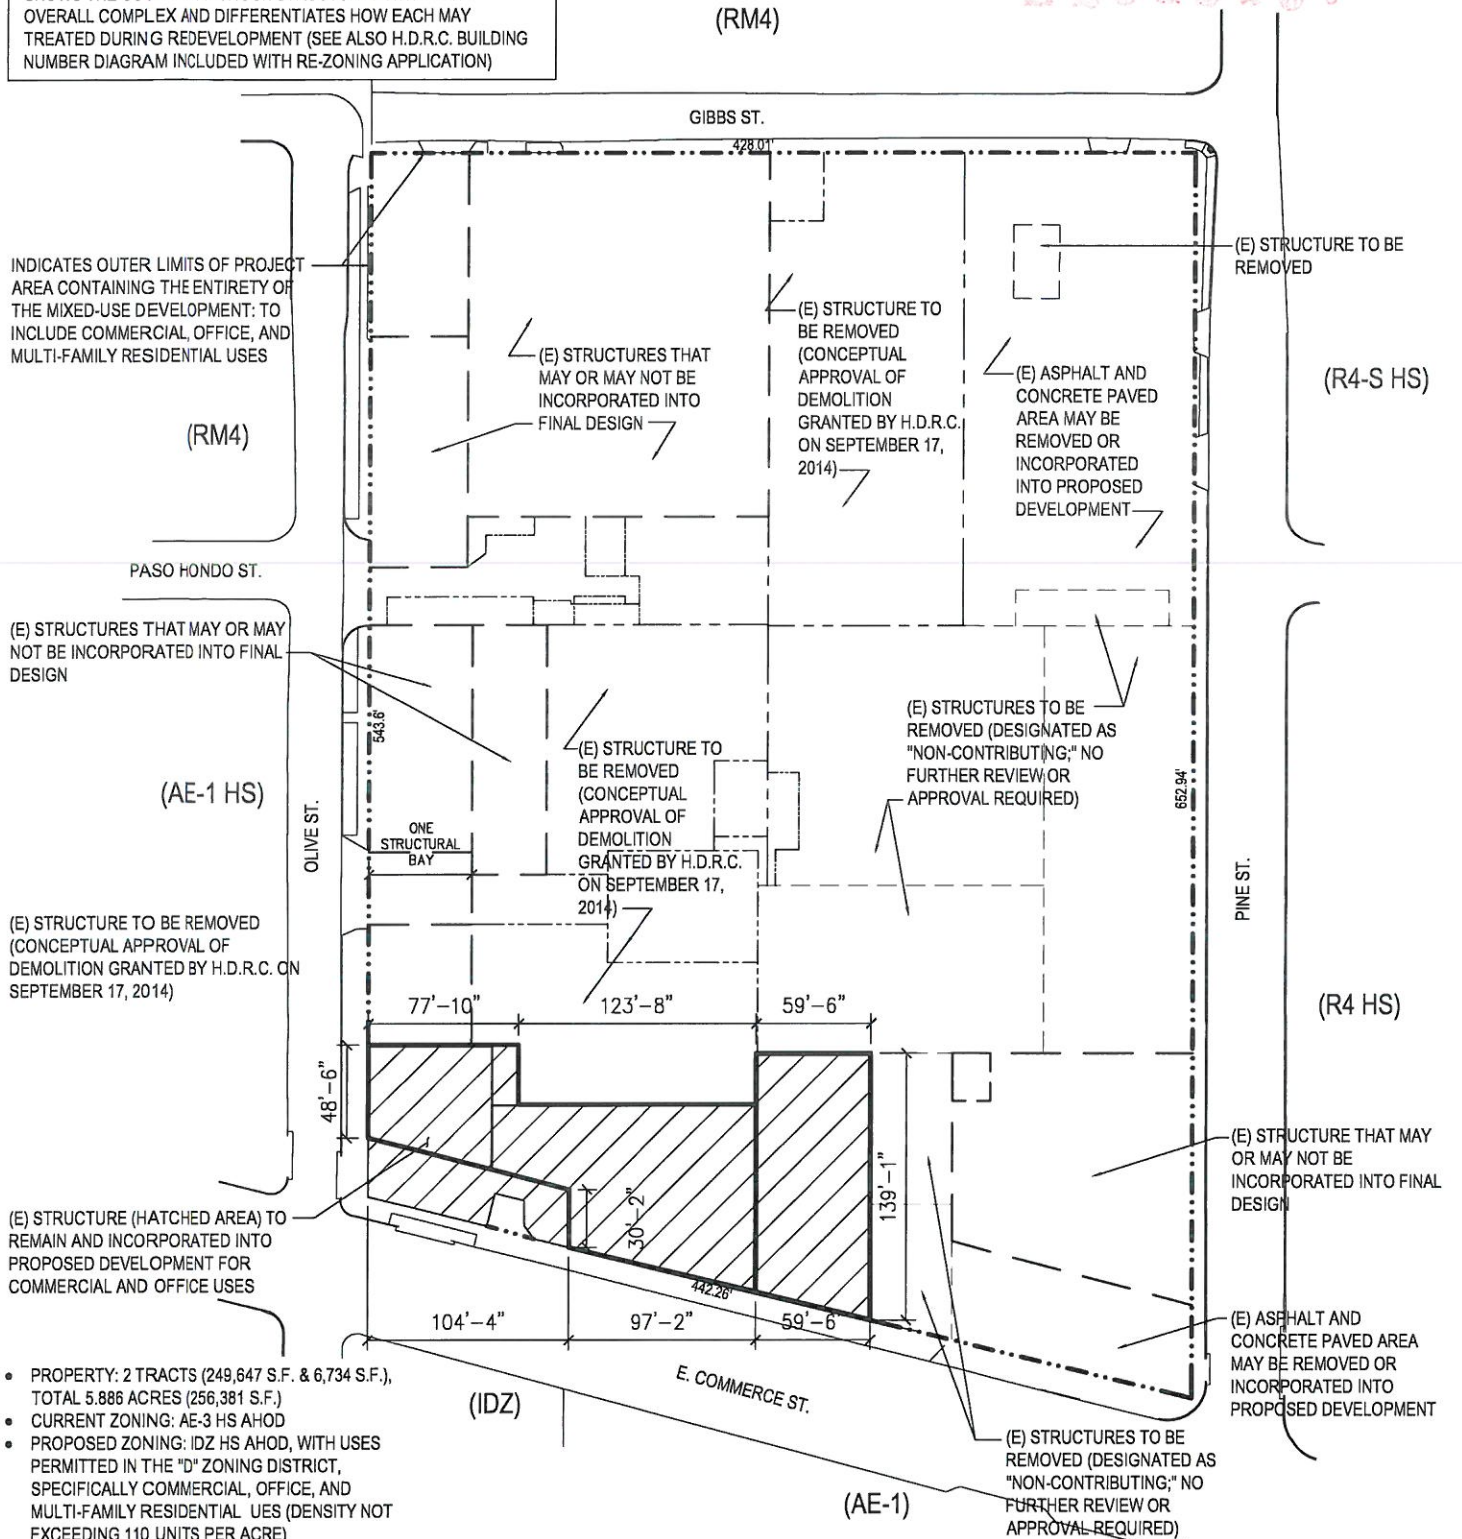 OVERALL COMPLEX AND DIFFERENTIATES HOW EACH MAY
TREATED DURING REDEVELOPMENT (SEE ALSO H.D.R.C. BUILDING
NUMBER DIAGRAM INCLUDED WITH RE-ZONING APPLICATION)
(RM4)
GIBBS ST.
428.01'
INDICATES OUTER LIMITS OF PROJECT
AREA CONTAINING THE ENTIRETY OF
THE MIXED-USE DEVELOPMENT: TO
INCLUDE COMMERCIAL, OFFICE, AND
MULTI-FAMILY RESIDENTIAL USES
(E) STRUCTURE TO BE
REMOVED
(E) STRUCTURES THAT
MAY OR MAY NOT BE
INCORPORATED INTO
FINAL DESIGN
(E) STRUCTURE TO
BE REMOVED
(CONCEPTUAL
APPROVAL OF
DEMOLITION
GRANTED BY H.D.R.C.
ON SEPTEMBER 17,
2014)
(E) ASPHALT AND
CONCRETE PAVED
AREA MAY BE
REMOVED OR
INCORPORATED
INTO PROPOSED
DEVELOPMENT
(R4-S HS)
(RM4)
PASO HONDO ST.
(E) STRUCTURES THAT MAY OR MAY
NOT BE INCORPORATED INTO FINAL
DESIGN
543.6'
(E) STRUCTURE TO
BE REMOVED
(CONCEPTUAL
APPROVAL OF
DEMOLITION
GRANTED BY H.D.R.C.
ON SEPTEMBER 17,
2014)
(E) STRUCTURES TO BE
REMOVED (DESIGNATED AS
"NON-CONTRIBUTING;" NO
FURTHER REVIEW OR
APPROVAL REQUIRED)
652.94'
(AE-1 HS)
OLIVE ST.
ONE
STRUCTURAL
BAY
PINE ST.
(E) STRUCTURE TO BE REMOVED
(CONCEPTUAL APPROVAL OF
DEMOLITION GRANTED BY H.D.R.C. ON
SEPTEMBER 17, 2014)
77'-10"
123'-8"
59'-6"
(R4 HS)
48'-6"
139'-1"
30'-2"
(E) STRUCTURE THAT MAY
OR MAY NOT BE
INCORPORATED INTO FINAL
DESIGN
(E) STRUCTURE (HATCHED AREA) TO
REMAIN AND INCORPORATED INTO
PROPOSED DEVELOPMENT FOR
COMMERCIAL AND OFFICE USES
442.26'
104'-4"
97'-2"
59'-6"
(E) ASPHALT AND
CONCRETE PAVED AREA
MAY BE REMOVED OR
INCORPORATED INTO
PROPOSED DEVELOPMENT
E. COMMERCE ST.
(IDZ)
• PROPERTY: 2 TRACTS (249,647 S.F. & 6,734 S.F.),
TOTAL 5.886 ACRES (256,381 S.F.)
• CURRENT ZONING: AE-3 HS AHOD
• PROPOSED ZONING: IDZ HS AHOD, WITH USES
PERMITTED IN THE "D" ZONING DISTRICT,
SPECIFICALLY COMMERCIAL, OFFICE, AND
MULTI-FAMILY RESIDENTIAL UES (DENSITY NOT
EXCEEDING 110 UNITS PER ACRE)
(AE-1)
(E) STRUCTURES TO BE
REMOVED (DESIGNATED AS
"NON-CONTRIBUTING;" NO
FURTHER REVIEW OR
APPROVAL REQUIRED)